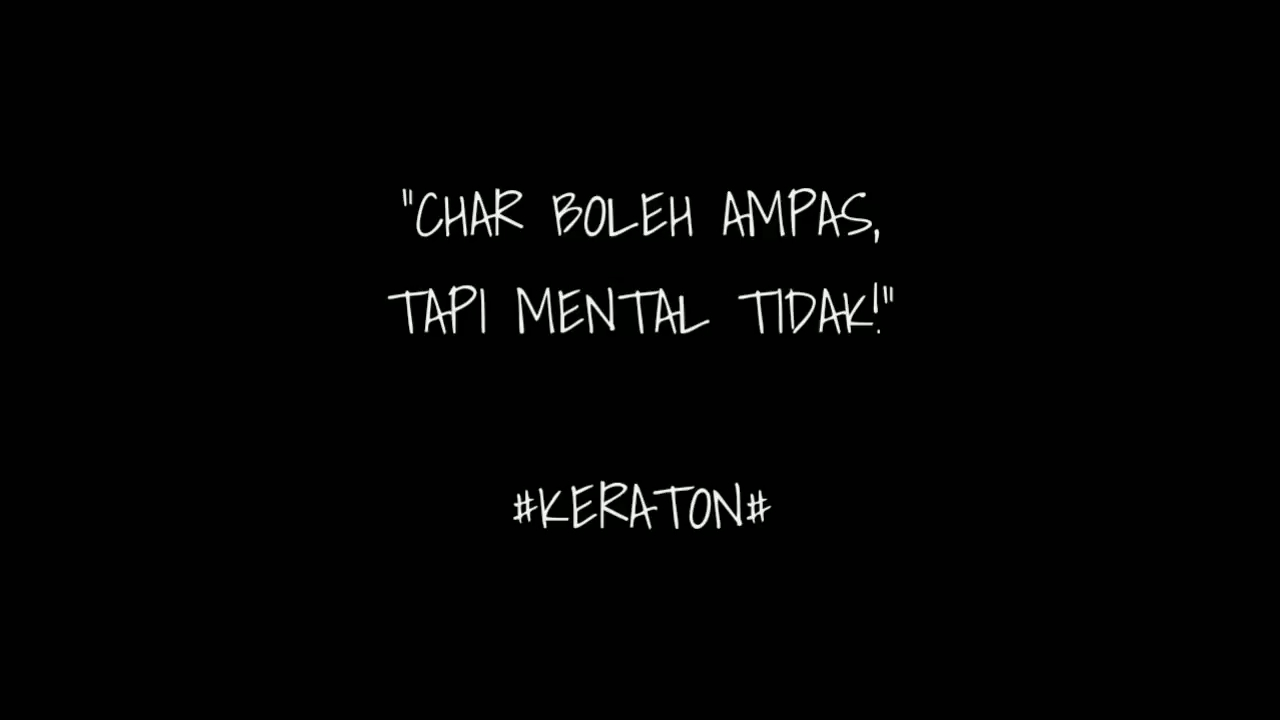 "CHAR BOLEH AMPAS,
TAPI MENTAL TIDAK!"
#KERATON#